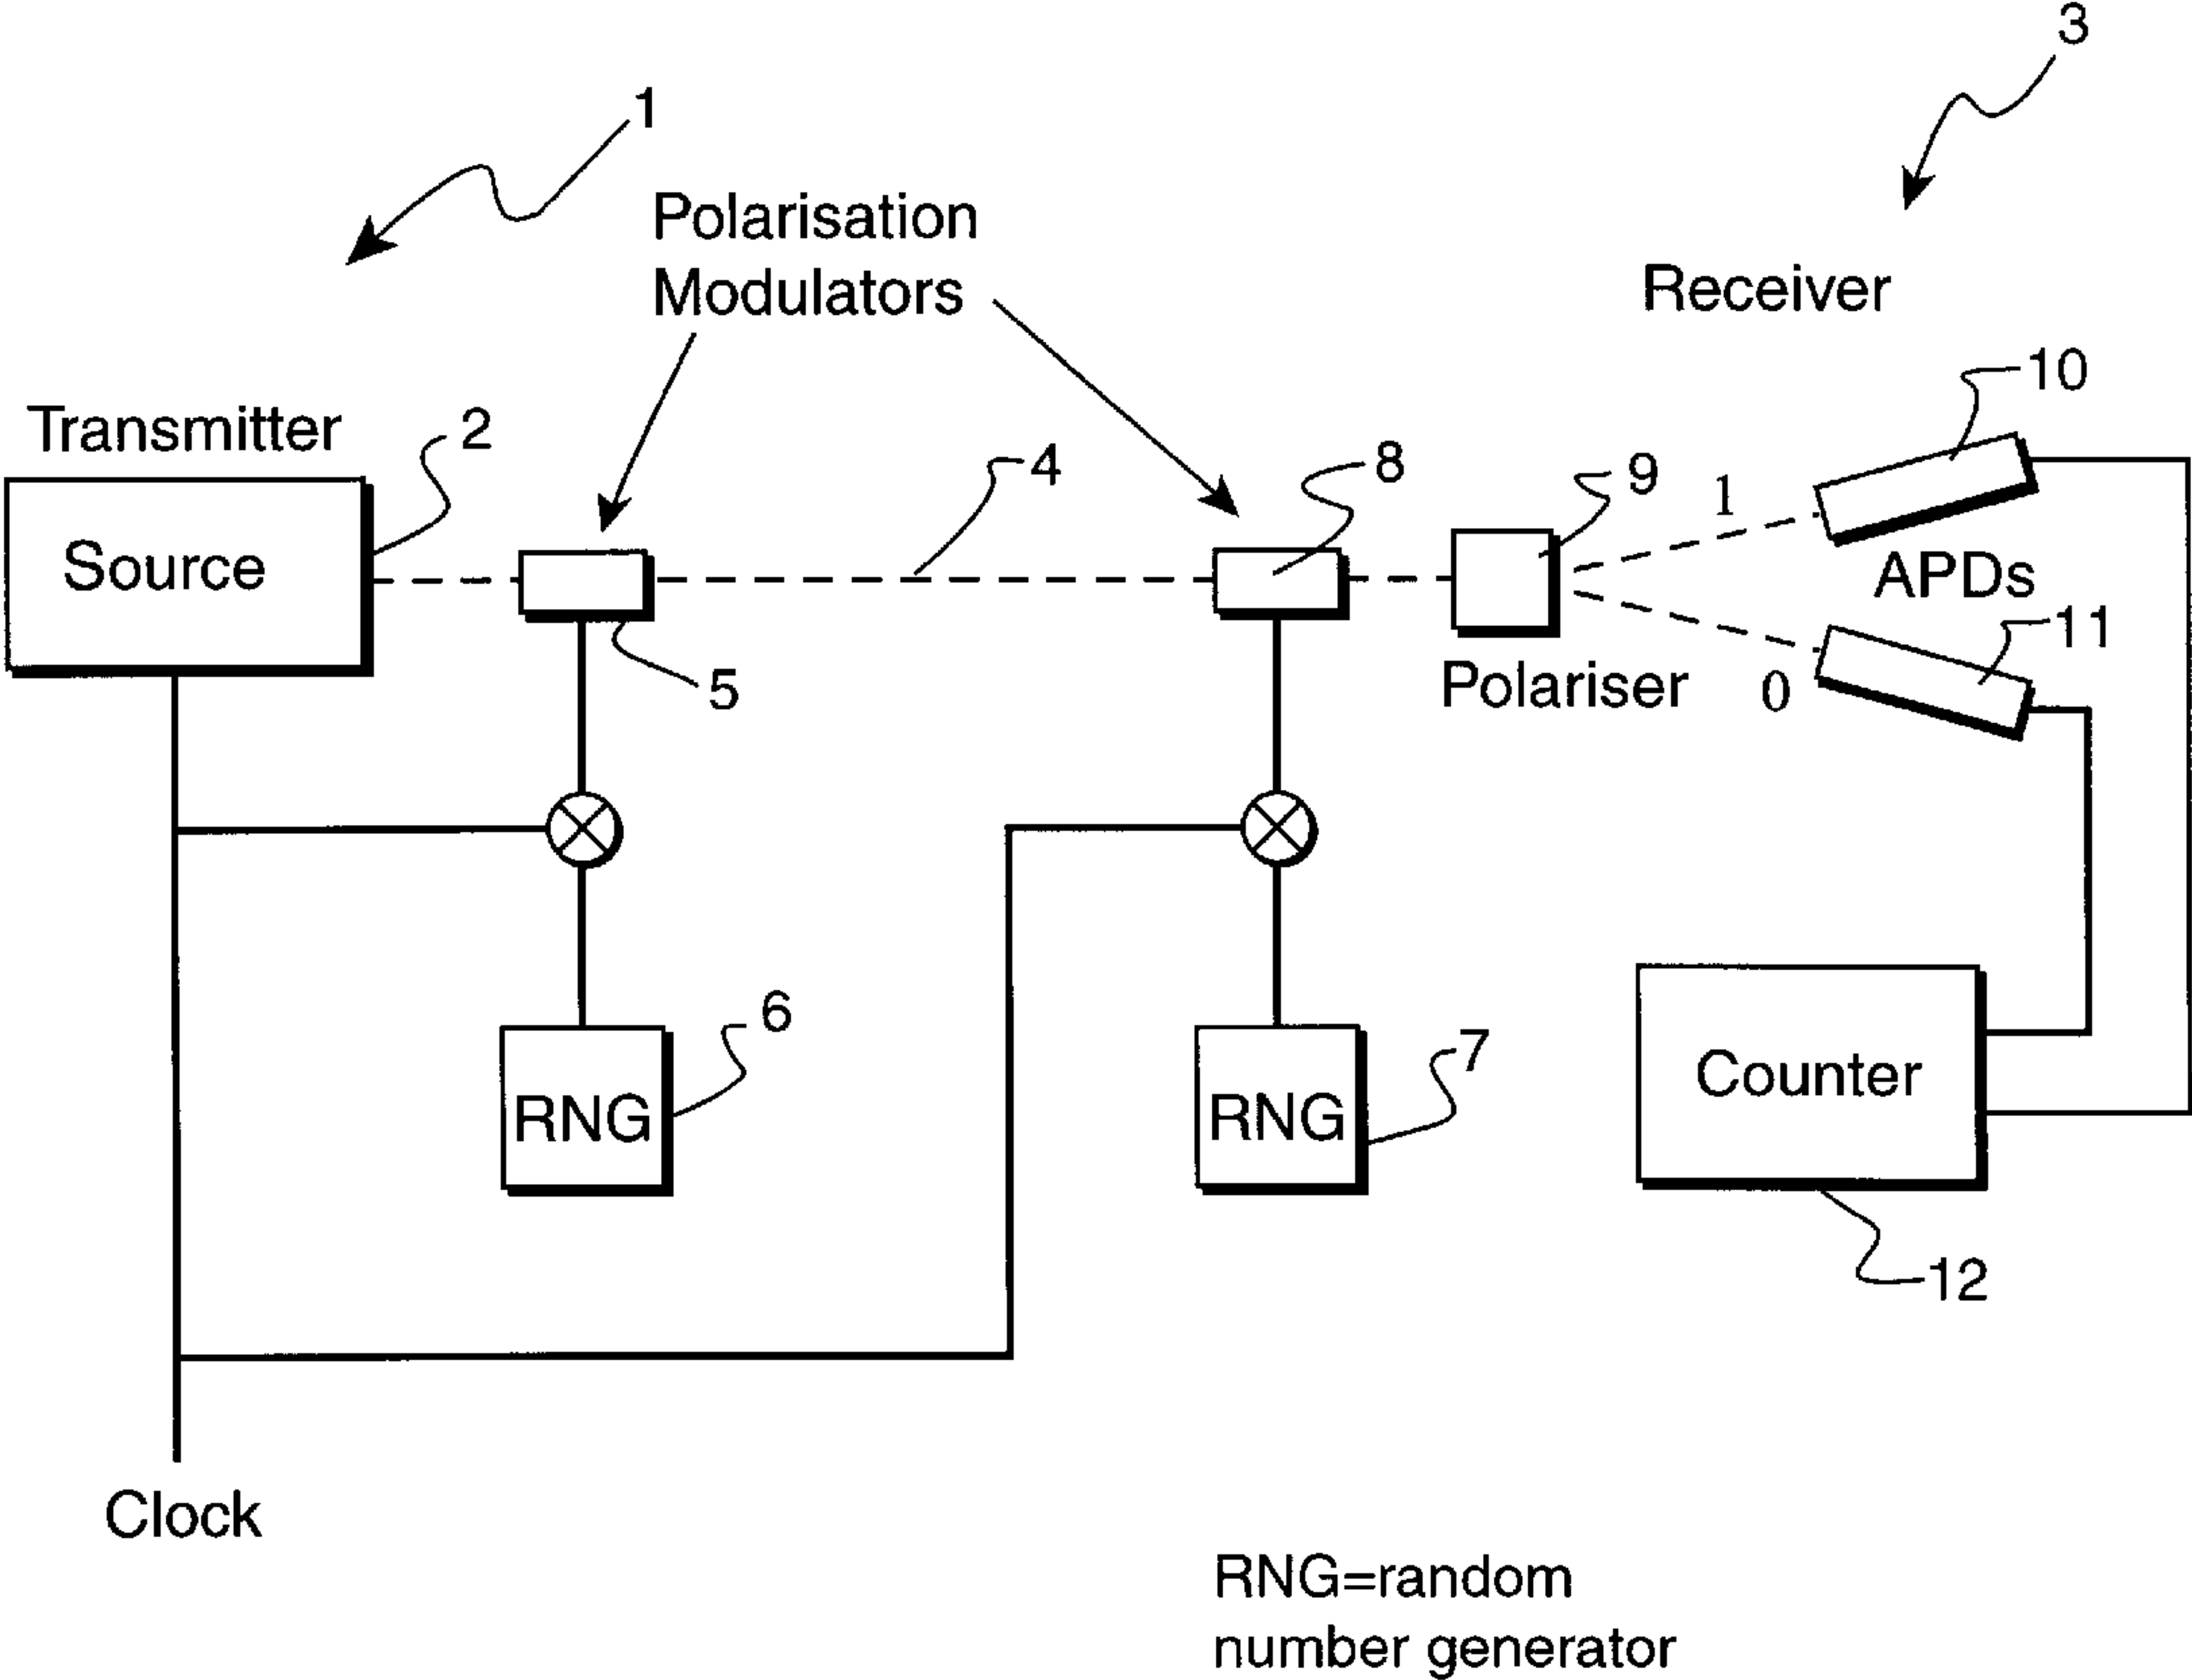 3
1
Polarisation
Modulators
Receiver
10
Transmitter
2
4
8
9
1
Source
APDs
11
5
Polariser
0
6
7
RNG
RNG
Counter
12
Clock
RNG=random
number generator